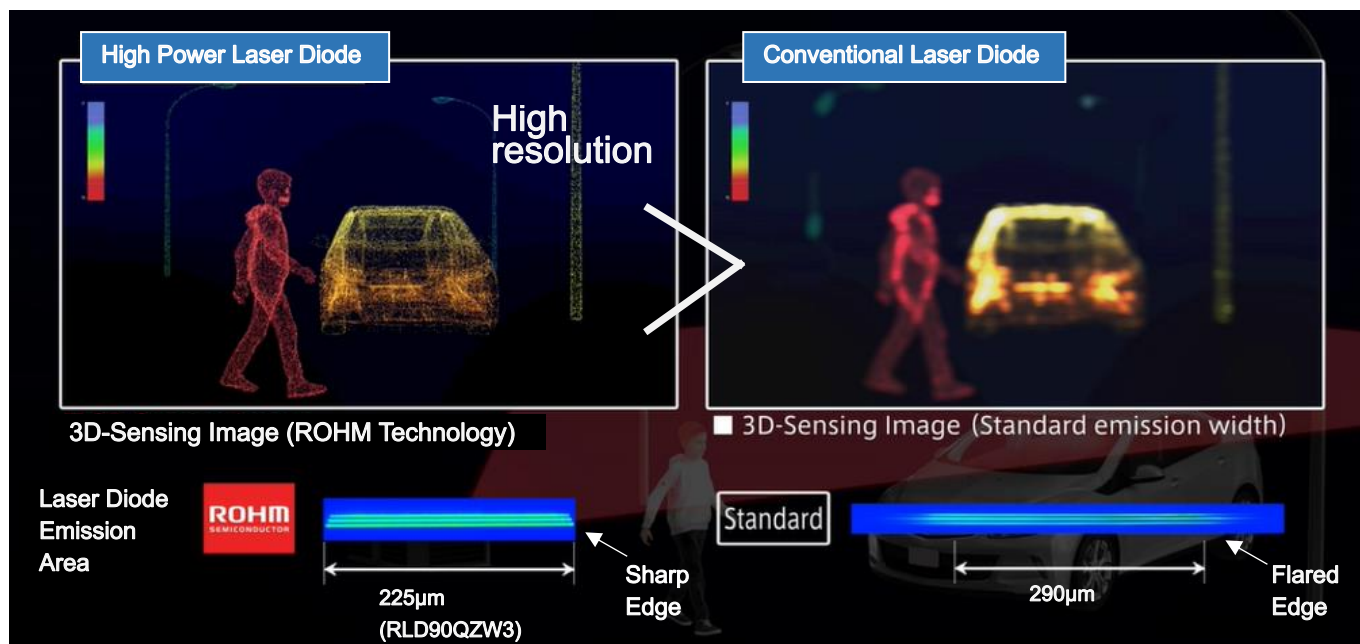 High Power Laser Diode
Conventional Laser Diode
High
resolution
3D-Sensing Image (ROHM Technology)
3D-Sensing Image (Standard emission width)
Laser Diode
Emission
Area
ROHM
SEMICONDUCTOR
225μm
(RLD90QZW3)
Sharp
Edge
Standard
290μm
Flared
Edge